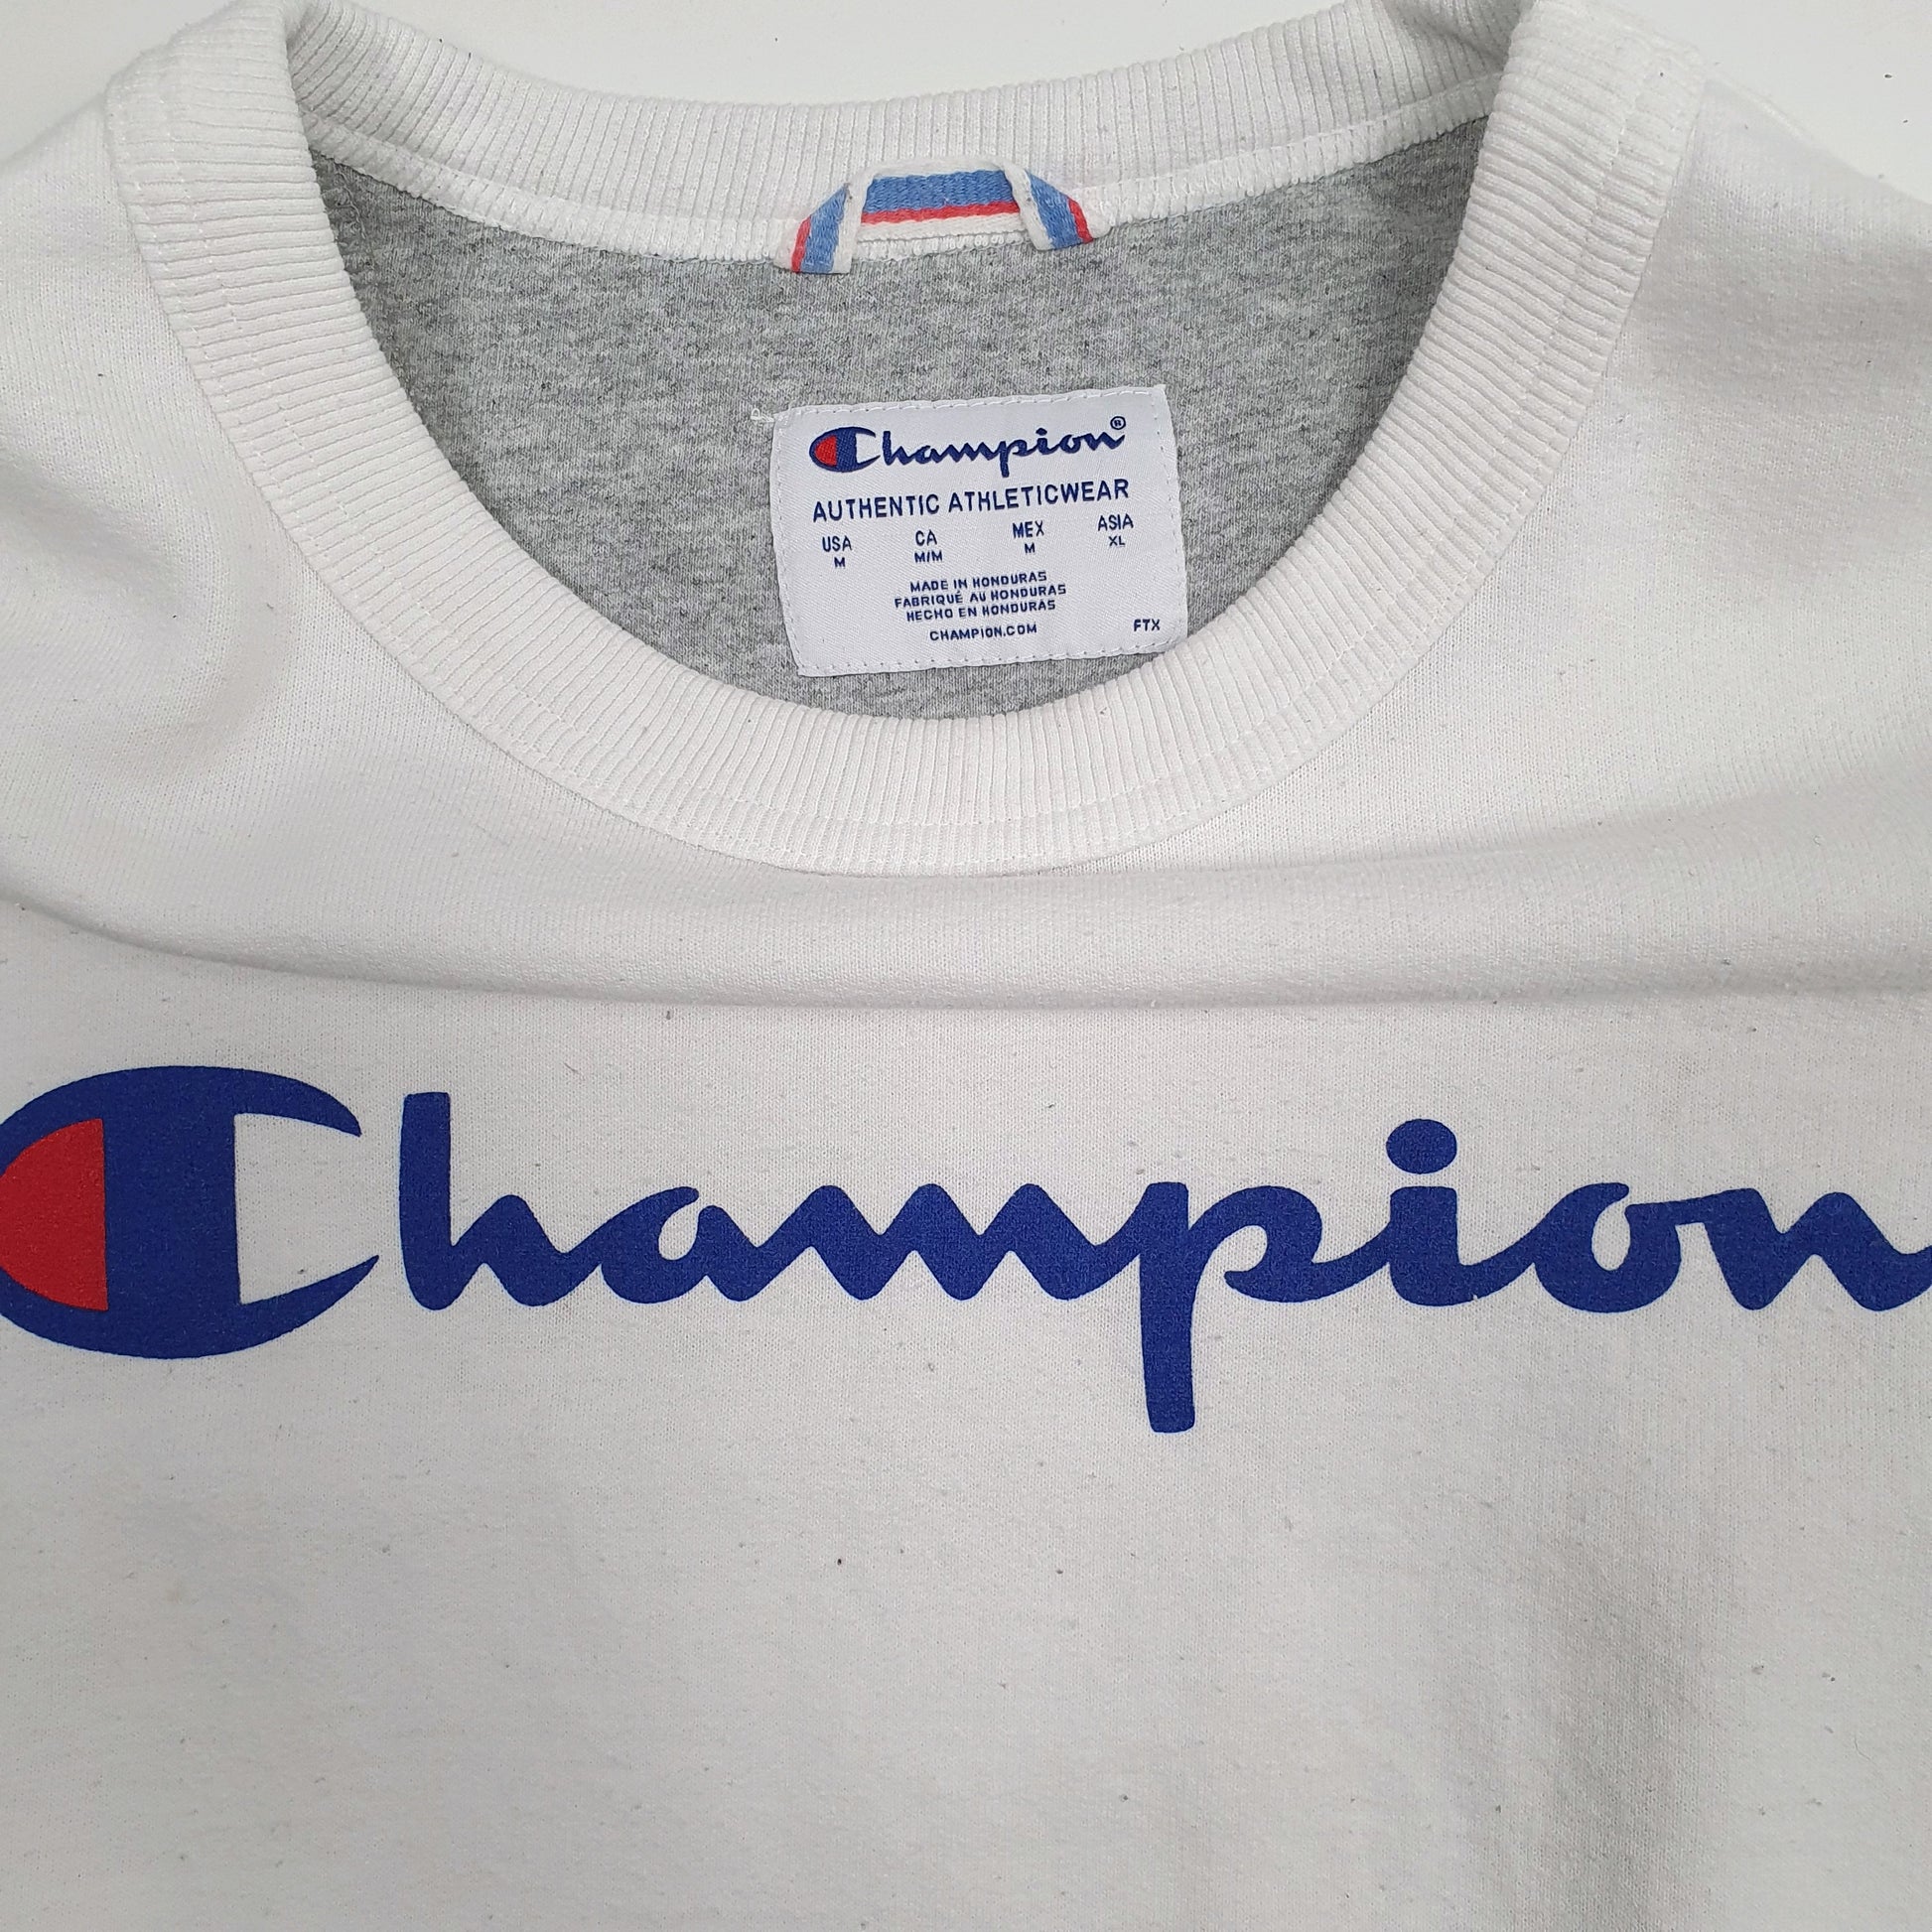 Champion®
AUTHENTIC ATHLETICWEAR
USA CA MEX ASIA
M M/M M XL
MADE IN HONDURAS
FABRIQUÉ AU HONDURAS
HECHO EN HONDURAS
CHAMPION.COM FTX
Champion